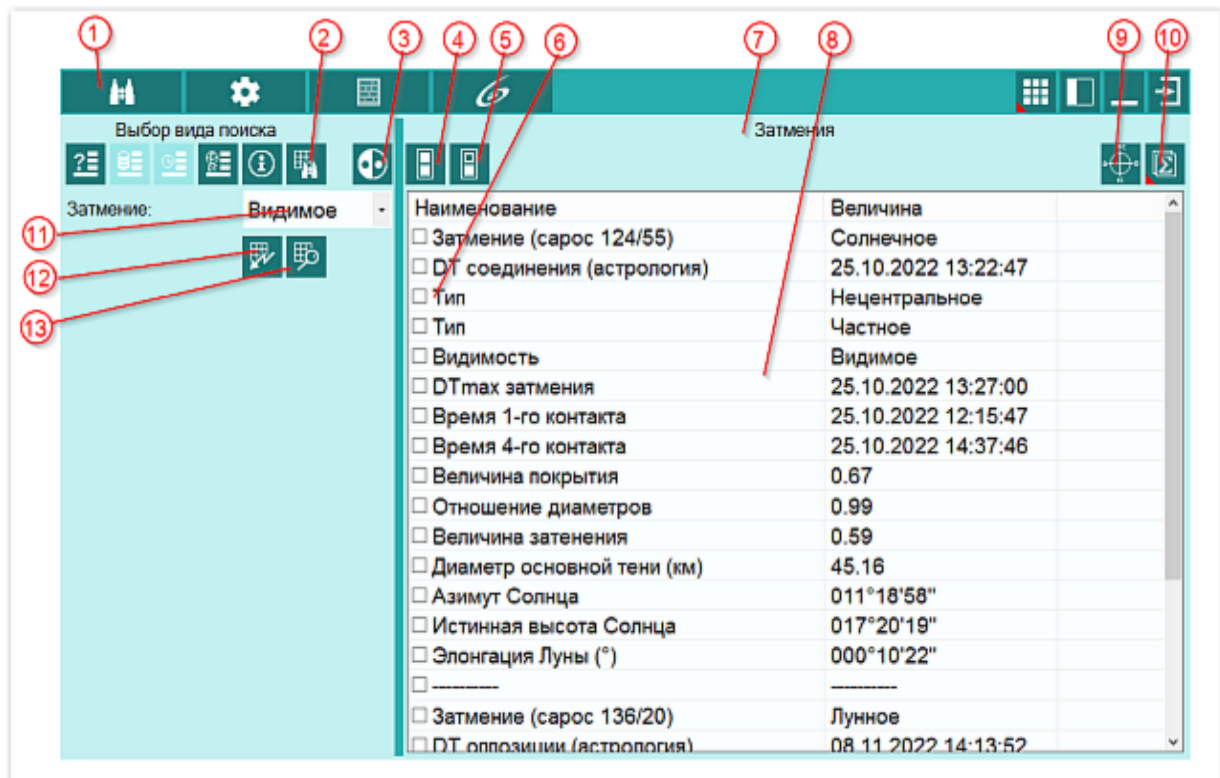 1 2 3 4 5 6 7 8 9 10
Выбор вида поиска
Затмения
Затмение: Видимое
11
12
13
Наименование Величина
Затмение (сарос 124/55) Солнечное
DT соединения (астрология) 25.10.2022 13:22:47
Тип Нецентральное
Тип Частное
Видимость Видимое
DTmax затмения 25.10.2022 13:27:00
Время 1-го контакта 25.10.2022 12:15:47
Время 4-го контакта 25.10.2022 14:37:46
Величина покрытия 0.67
Отношение диаметров 0.99
Величина затенения 0.59
Диаметр основной тени (км) 45.16
Азимут Солнца 011°18'58"
Истинная высота Солнца 017°20'19"
Элонгация Луны (°) 000°10'22"
---------- ----------
Затмение (сарос 136/20) Лунное
DT оппозиции (астрология) 08.11.2022 14:13:52